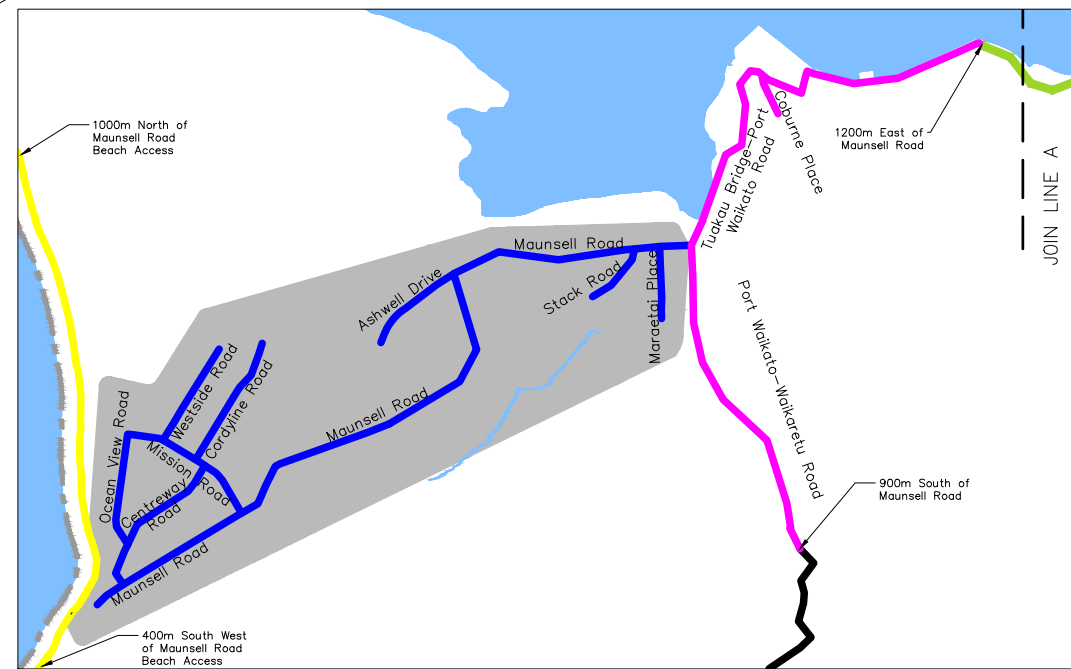 1000m North of
Maunsell Road
Beach Access
Coburne Place
Tuakau Bridge-Port
Waikato Road
1200m East of
Maunsell Road
JOIN LINE A
Maunsell Road
Ashwell Drive
Stack Road
Maraetai Place
Port Waikato-Waikaretu Road
Westside Road
Cordyline Road
Ocean View Road
Mission Road
Maunsell Road
Centreway
Road
Maunsell Road
900m South of
Maunsell Road
400m South West
of Maunsell Road
Beach Access